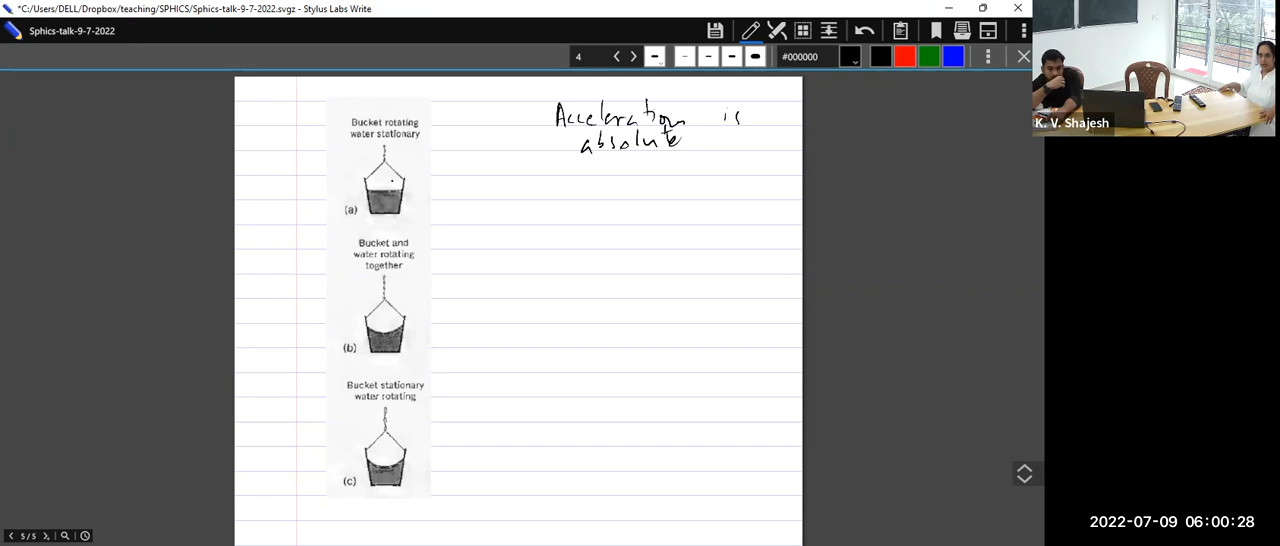 *C:/Users/DELL/Dropbox/teaching/SPHICS/Sphics-talk-9-7-2022.svgz - Stylus Labs Write
Sphics-talk-9-7-2022
4
#000000
K. V. Shajesh
Acceleration is
absolute
Bucket rotating
water stationary
(a)
Bucket and
water rotating
together
(b)
Bucket stationary
water rotating
(c)
5/5
2022-07-09 06:00:28